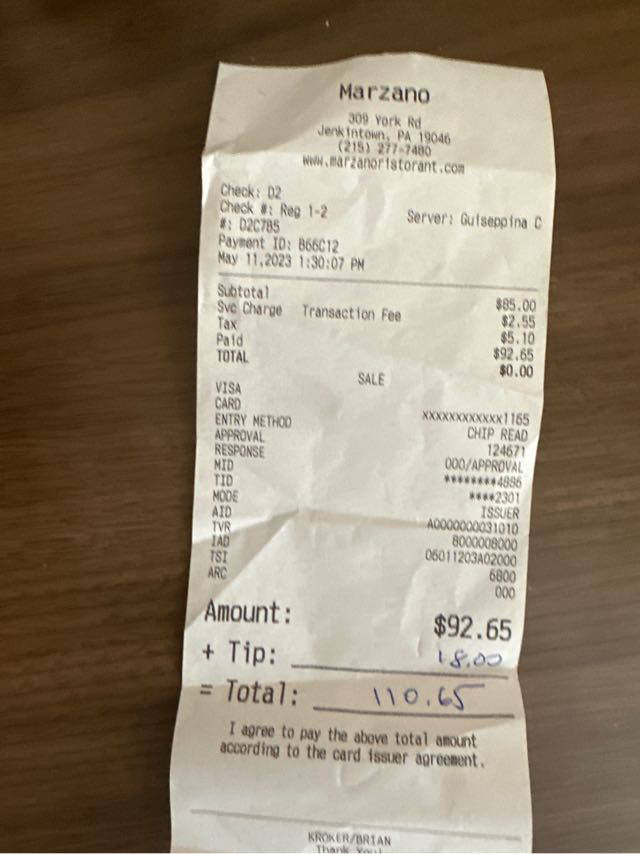 Marzano
309 York Rd
Jenkintown, PA 19046
(215) 277-7480
www.marzanoristorant.com
Check: D2
Check #: Reg 1-2 Server: Guiseppina C
#: D2C785
Payment ID: B66C12
May 11,2023 1:30:07 PM
Subtotal $85.00
Svc Charge Transaction Fee $2.55
Tax $5.10
Paid $92.65
TOTAL $0.00
SALE
VISA
CARD xxxxxxxxxxxx1165
ENTRY METHOD CHIP READ
APPROVAL 124671
RESPONSE 000/APPROVAL
MID ********4886
TID ****2301
MODE ISSUER
AID A0000000031010
TVR 8000008000
IAD 06011203A02000
TSI 6800
ARC 000
Amount: $92.65
+ Tip: 18.00
= Total: 110.65
I agree to pay the above total amount
according to the card issuer agreement.
KROKER/BRIAN
Thank You!